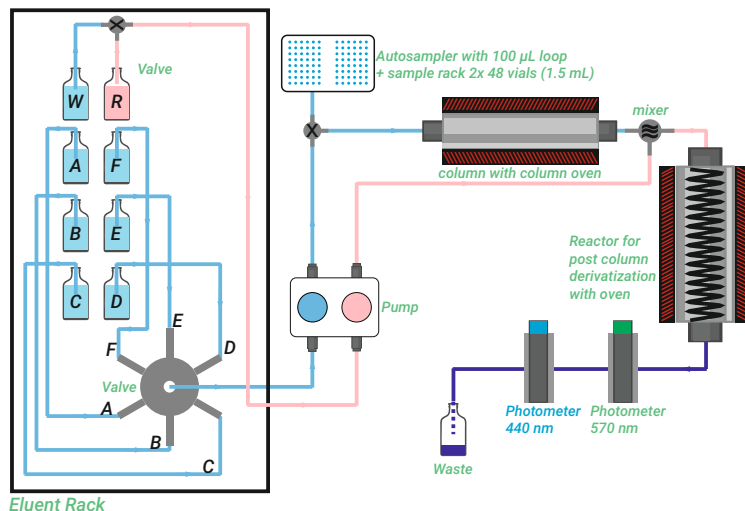 Valve
W
R
A
F
B
E
C
D
E
F
D
Valve
A
B
C
Eluent Rack
Autosampler with 100 µL loop
+ sample rack 2x 48 vials (1.5 mL)
column with column oven
mixer
Pump
Reactor for
post column
derivatization
with oven
Photometer
440 nm
Photometer
570 nm
Waste